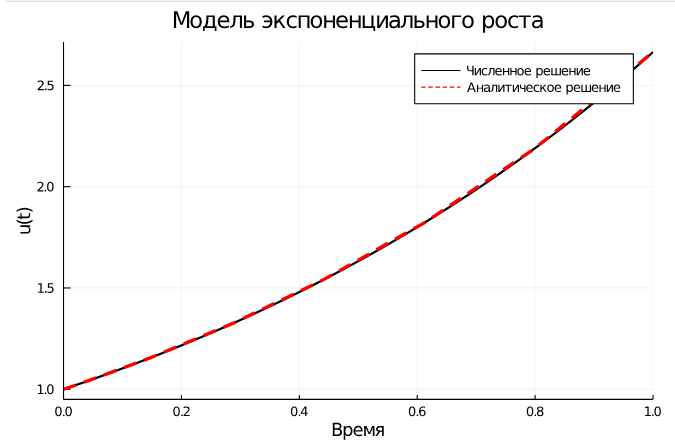 Модель экспоненциального роста
Численное решение
Аналитическое решение
2.5
2.0
1.5
1.0
u(t)
0.0 0.2 0.4 0.6 0.8 1.0
Время